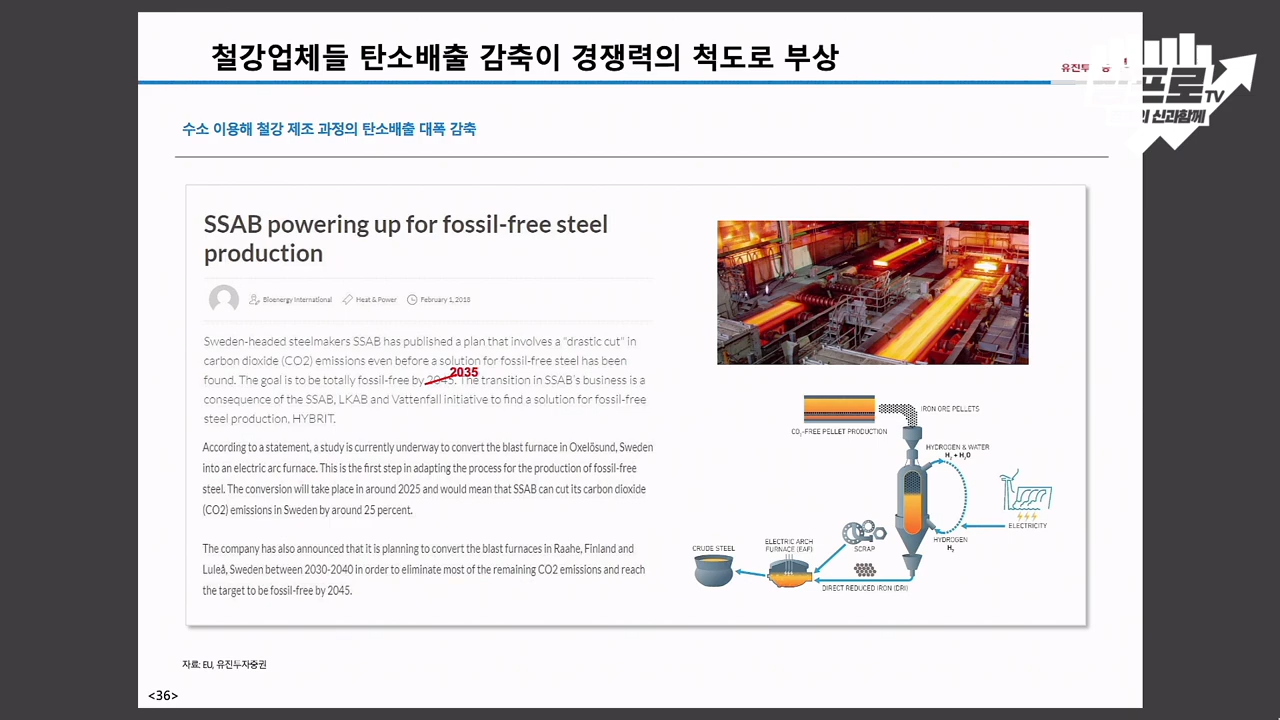 철강업체들 탄소배출 감축이 경쟁력의 척도로 부상
유진투
프로TV
신과함께
수소 이용해 철강 제조 과정의 탄소배출 대폭 감축
SSAB powering up for fossil-free steel
production
Bioenergy International Heat & Power February 1, 2018
Sweden-headed steelmakers SSAB has published a plan that involves a “drastic cut” in
carbon dioxide (CO2) emissions even before a solution for fossil-free steel has been
found. The goal is to be totally fossil-free by 2045. The transition in SSAB’s business is a
2035
consequence of the SSAB, LKAB and Vattenfall initiative to find a solution for fossil-free
steel production, HYBRIT.
According to a statement, a study is currently underway to convert the blast furnace in Oxelösund, Sweden
into an electric arc furnace. This is the first step in adapting the process for the production of fossil-free
steel. The conversion will take place in around 2025 and would mean that SSAB can cut its carbon dioxide
(CO2) emissions in Sweden by around 25 percent.
The company has also announced that it is planning to convert the blast furnaces in Raahe, Finland and
Luleå, Sweden between 2030-2040 in order to eliminate most of the remaining CO2 emissions and reach
the target to be fossil-free by 2045.
IRON ORE PELLETS
CO2-FREE PELLET PRODUCTION
HYDROGEN & WATER
H2 + H2O
ELECTRICITY
HYDROGEN
H2
SCRAP
ELECTRIC ARCH
FURNACE (EAF)
CRUDE STEEL
DIRECT REDUCED IRON (DRI)
자료: EU, 유진투자증권
<36>